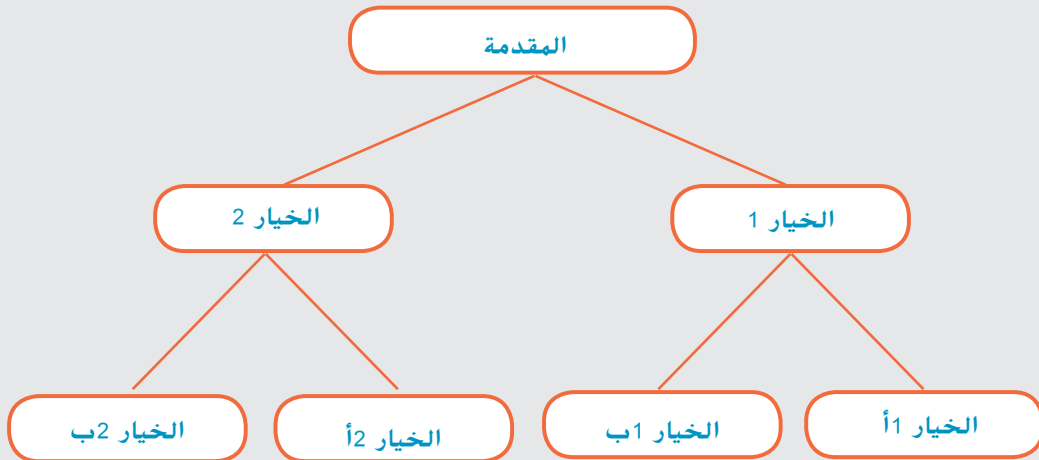 المقدمة
الخيار 1
الخيار 2
الخيار 1أ
الخيار 1ب
الخيار 2أ
الخيار 2ب